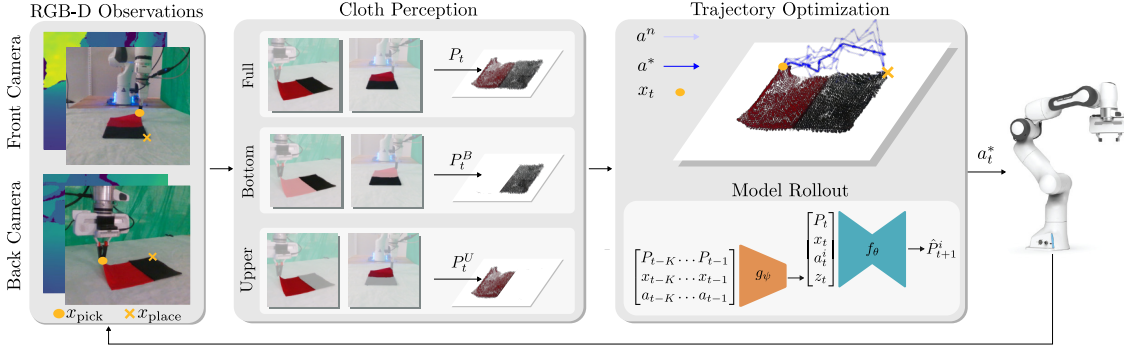 RGB-D Observations
Cloth Perception
Trajectory Optimization
Front Camera
Back Camera
x_pick
x_place
Full
P_t
Bottom
P_t^B
Upper
P_t^U
a^n
a^*
x_t
Model Rollout
P_{t-K} ... P_{t-1}
x_{t-K} ... x_{t-1}
a_{t-K} ... a_{t-1}
g_ψ
P_t
x_t
a_t^i
z_t
f_θ
P̂_{t+1}^i
a_t^*